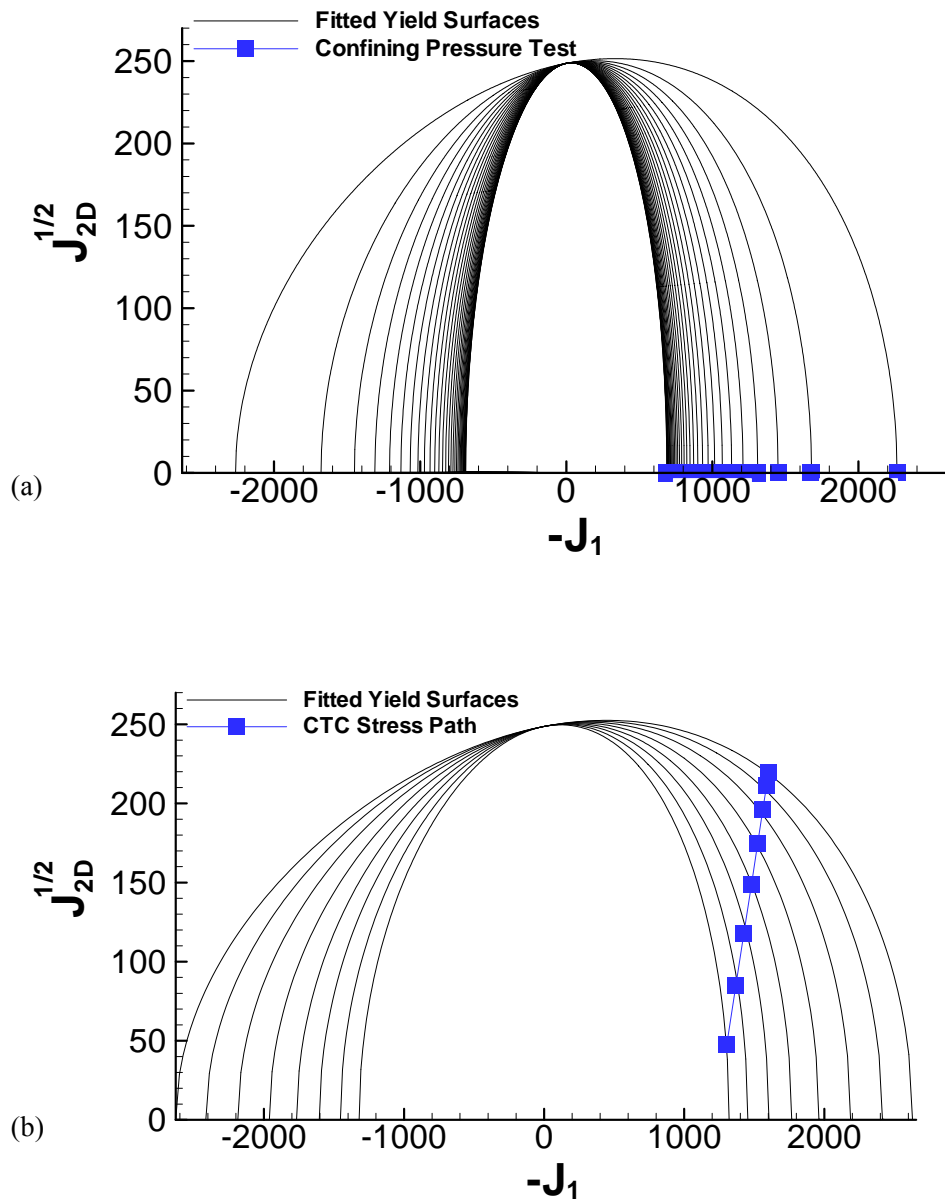 Fitted Yield Surfaces
Confining Pressure Test
250
200
150
100
50
0
J2D1/2
-2000 -1000 0 1000 2000
-J1
(a)
Fitted Yield Surfaces
CTC Stress Path
250
200
150
100
50
0
J2D1/2
-2000 -1000 0 1000 2000
-J1
(b)